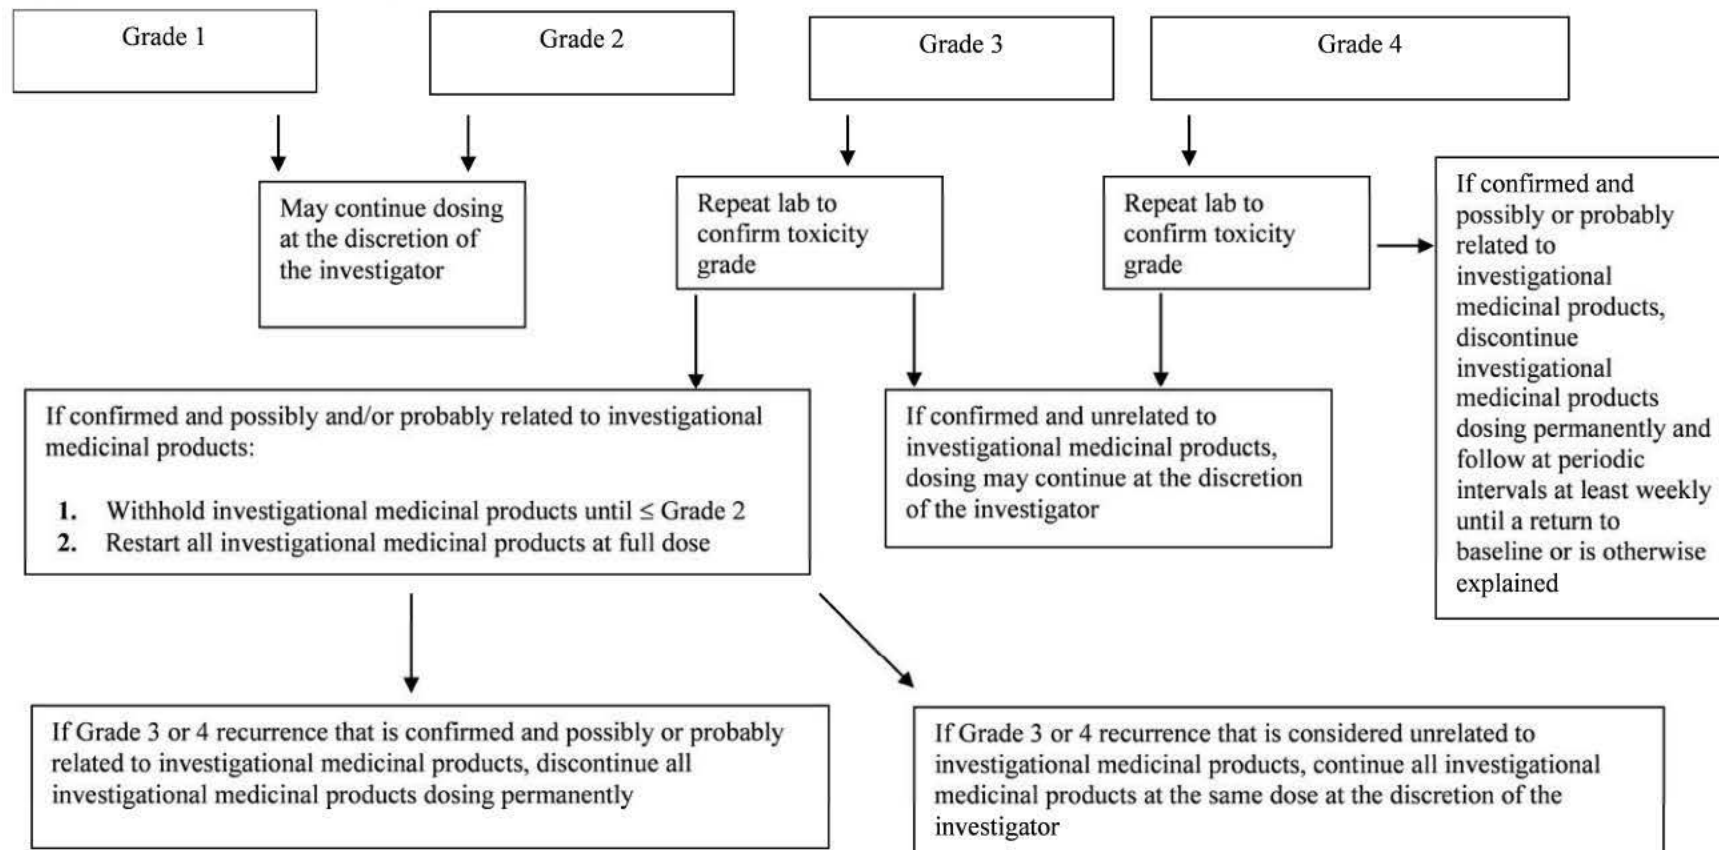 Grade 1
Grade 2
Grade 3
Grade 4
May continue dosing
at the discretion of
the investigator
Repeat lab to
confirm toxicity
grade
Repeat lab to
confirm toxicity
grade
If confirmed and
possibly or probably
related to
investigational
medicinal products,
discontinue
investigational
medicinal products
dosing permanently and
follow at periodic
intervals at least weekly
until a return to
baseline or is otherwise
explained
If confirmed and possibly and/or probably related to investigational
medicinal products:
1. Withhold investigational medicinal products until ≤ Grade 2
2. Restart all investigational medicinal products at full dose
If confirmed and unrelated to
investigational medicinal products,
dosing may continue at the discretion
of the investigator
If Grade 3 or 4 recurrence that is confirmed and possibly or probably
related to investigational medicinal products, discontinue all
investigational medicinal products dosing permanently
If Grade 3 or 4 recurrence that is considered unrelated to
investigational medicinal products, continue all investigational
medicinal products at the same dose at the discretion of the
investigator